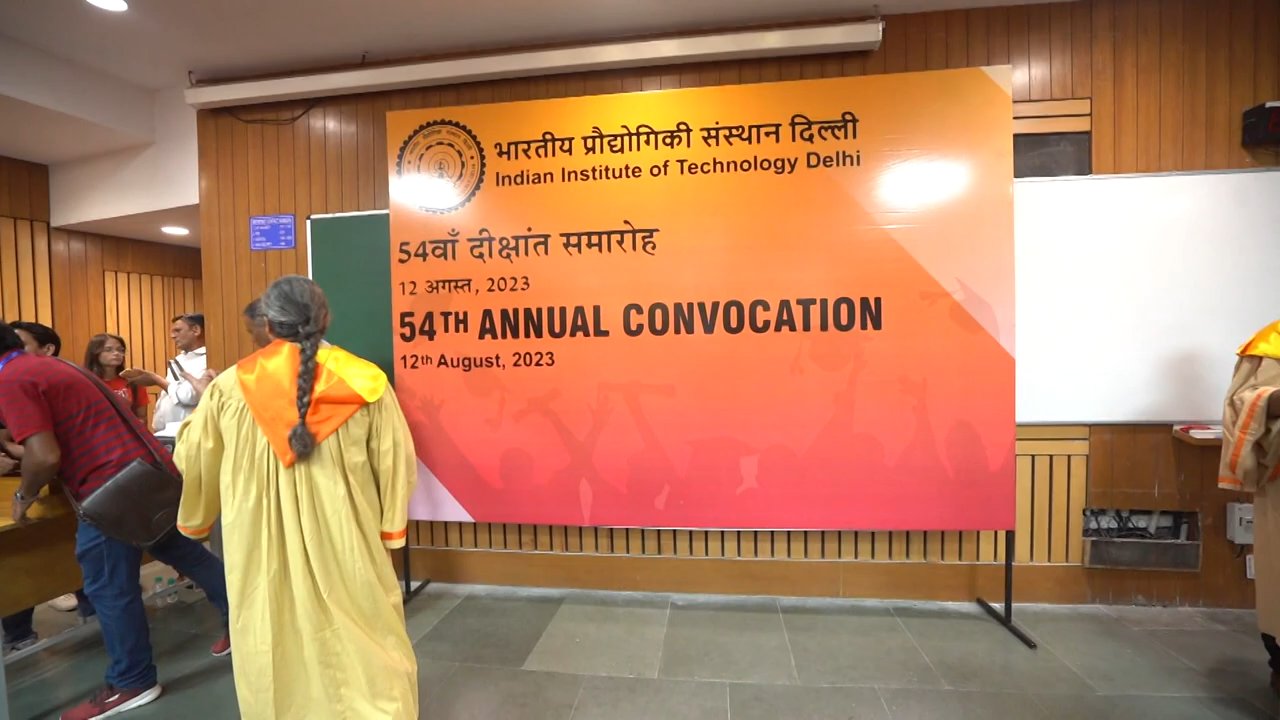 भारतीय प्रौद्योगिकी संस्थान दिल्ली
Indian Institute of Technology Delhi
54वाँ दीक्षांत समारोह
12 अगस्त, 2023
54TH ANNUAL CONVOCATION
12th August, 2023